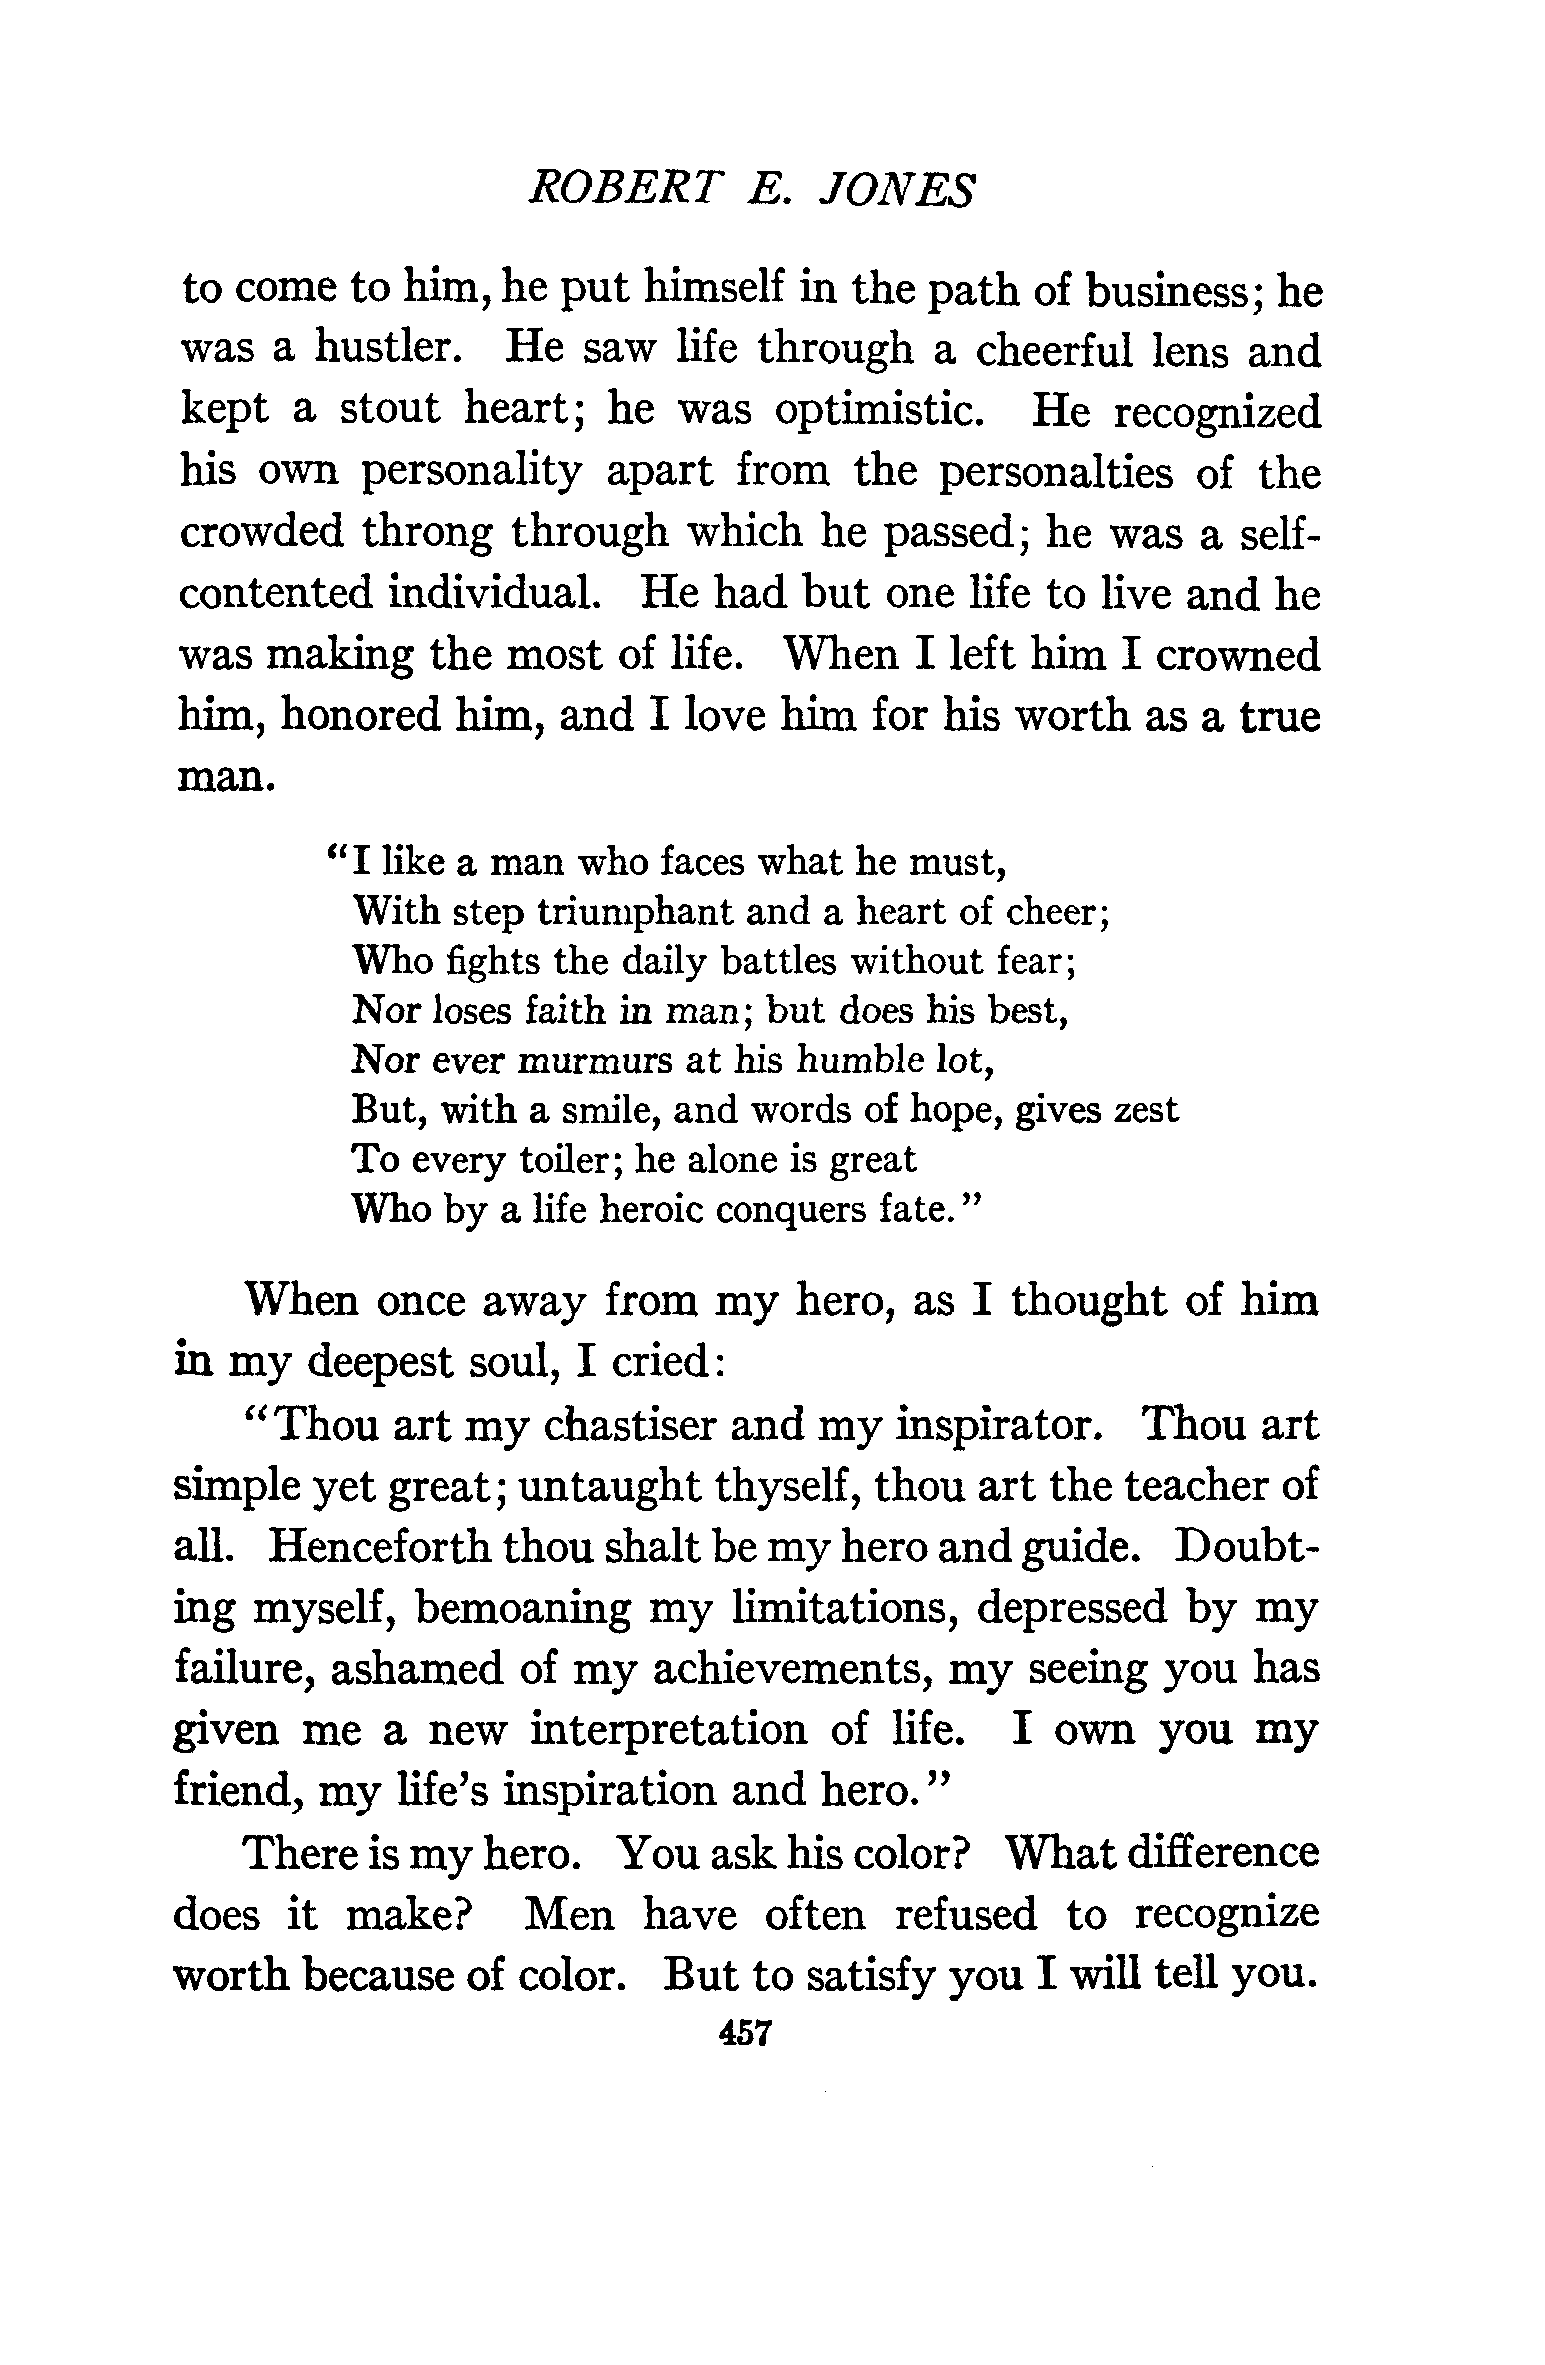 ROBERT E. JONES
to come to him, he put himself in the path of business; he
was a hustler. He saw life through a cheerful lens and
kept a stout heart; he was optimistic. He recognized
his own personality apart from the personalties of the
crowded throng through which he passed; he was a self-
contented individual. He had but one life to live and he
was making the most of life. When I left him I crowned
him, honored him, and I love him for his worth as a true
man.
“I like a man who faces what he must,
With step triumphant and a heart of cheer;
Who fights the daily battles without fear;
Nor loses faith in man; but does his best,
Nor ever murmurs at his humble lot,
But, with a smile, and words of hope, gives zest
To every toiler; he alone is great
Who by a life heroic conquers fate.”
When once away from my hero, as I thought of him
in my deepest soul, I cried:
“Thou art my chastiser and my inspirator. Thou art
simple yet great; untaught thyself, thou art the teacher of
all. Henceforth thou shalt be my hero and guide. Doubt-
ing myself, bemoaning my limitations, depressed by my
failure, ashamed of my achievements, my seeing you has
given me a new interpretation of life. I own you my
friend, my life’s inspiration and hero.”
There is my hero. You ask his color? What difference
does it make? Men have often refused to recognize
worth because of color. But to satisfy you I will tell you.
457